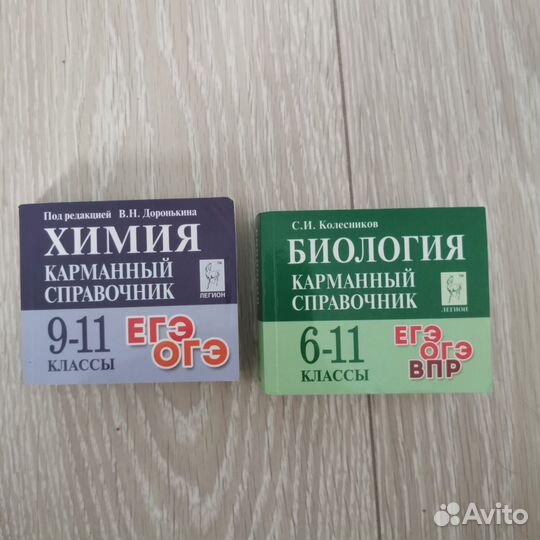 Под редакцией В.Н. Доронькина
ХИМИЯ
КАРМАННЫЙ
СПРАВОЧНИК
ЛЕГИОН
9-11
КЛАССЫ
ЕГЭ
ОГЭ
С.И. Колесников
БИОЛОГИЯ
КАРМАННЫЙ
СПРАВОЧНИК
ЛЕГИОН
6-11
КЛАССЫ
ЕГЭ
ОГЭ
ВПР
Avito